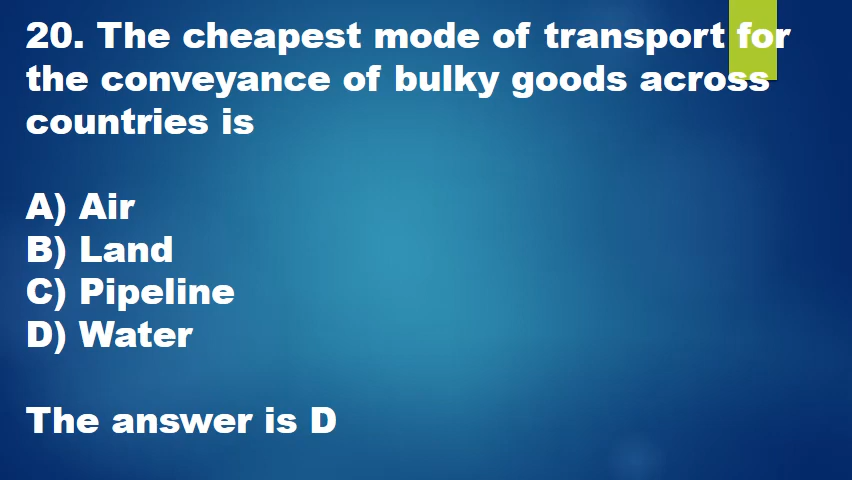 20. The cheapest mode of transport for
the conveyance of bulky goods across
countries is
A) Air
B) Land
C) Pipeline
D) Water
The answer is D